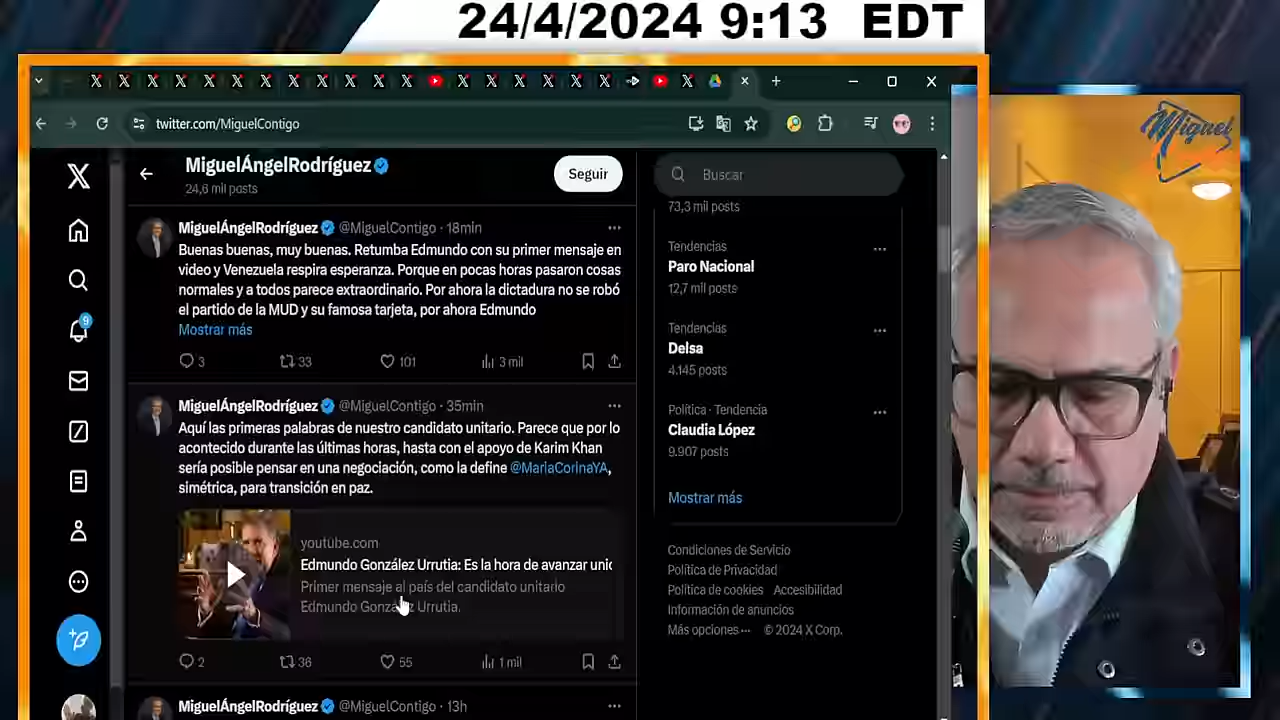 24/4/2024 9:13 EDT
twitter.com/MiguelContigo
Miguel
MiguelÁngelRodríguez
24,6 mil posts
Seguir
Buscar
73,3 mil posts
MiguelÁngelRodríguez @MiguelContigo · 18min
Buenas buenas, muy buenas. Retumba Edmundo con su primer mensaje en
video y Venezuela respira esperanza. Porque en pocas horas pasaron cosas
normales y a todos parece extraordinario. Por ahora la dictadura no se robó
el partido de la MUD y su famosa tarjeta, por ahora Edmundo
Mostrar más
3 33 101 3 mil
MiguelÁngelRodríguez @MiguelContigo · 35min
Aquí las primeras palabras de nuestro candidato unitario. Parece que por lo
acontecido durante las últimas horas, hasta con el apoyo de Karim Khan
sería posible pensar en una negociación, como la define @MariaCorinaYA,
simétrica, para transición en paz.
youtube.com
Edmundo González Urrutia: Es la hora de avanzar unid
Primer mensaje al país del candidato unitario
Edmundo González Urrutia.
2 36 55 1 mil
MiguelÁngelRodríguez @MiguelContigo · 13h
Tendencias
Paro Nacional
12,7 mil posts
Tendencias
Delsa
4.145 posts
Política · Tendencia
Claudia López
9.907 posts
Mostrar más
Condiciones de Servicio
Política de Privacidad
Política de cookies Accesibilidad
Información de anuncios
Más opciones ··· © 2024 X Corp.
9